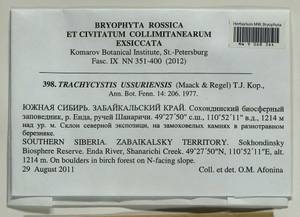 BRYOPHYTA ROSSICA
ET CIVITATUM COLLIMITANEARUM
EXSICCATA
Komarov Botanical Institute, St.-Petersburg
Fasc. IX NN 351-400 (2012)
Herbarium MW, Bryophyta
398. TRACHYCYSTIS USSURIENSIS (Maack & Regel) T.J. Kop.,
Ann. Bot. Fenn. 14: 206. 1977.
ЮЖНАЯ СИБИРЬ. ЗАБАЙКАЛЬСКИЙ КРАЙ. Сохондинский биосферный
заповедник, р. Енда, ручей Шанаричи. 49°27'50" с.ш., 110°52'11" в.д., 1214 м
над ур. м. Склон северной экспозиции, на замоховелых камнях в разнотравном
березнике.
SOUTHERN SIBERIA. ZABAIKALSKY TERRITORY. Sokhondinsky
Biosphere Reserve. Enda River, Shanarichi Creek. 49°27'50"N, 110°52'11"E, alt.
1214 m. On boulders in birch forest on N-facing slope.
29 August 2011 Coll. et det. O.M. Afonina